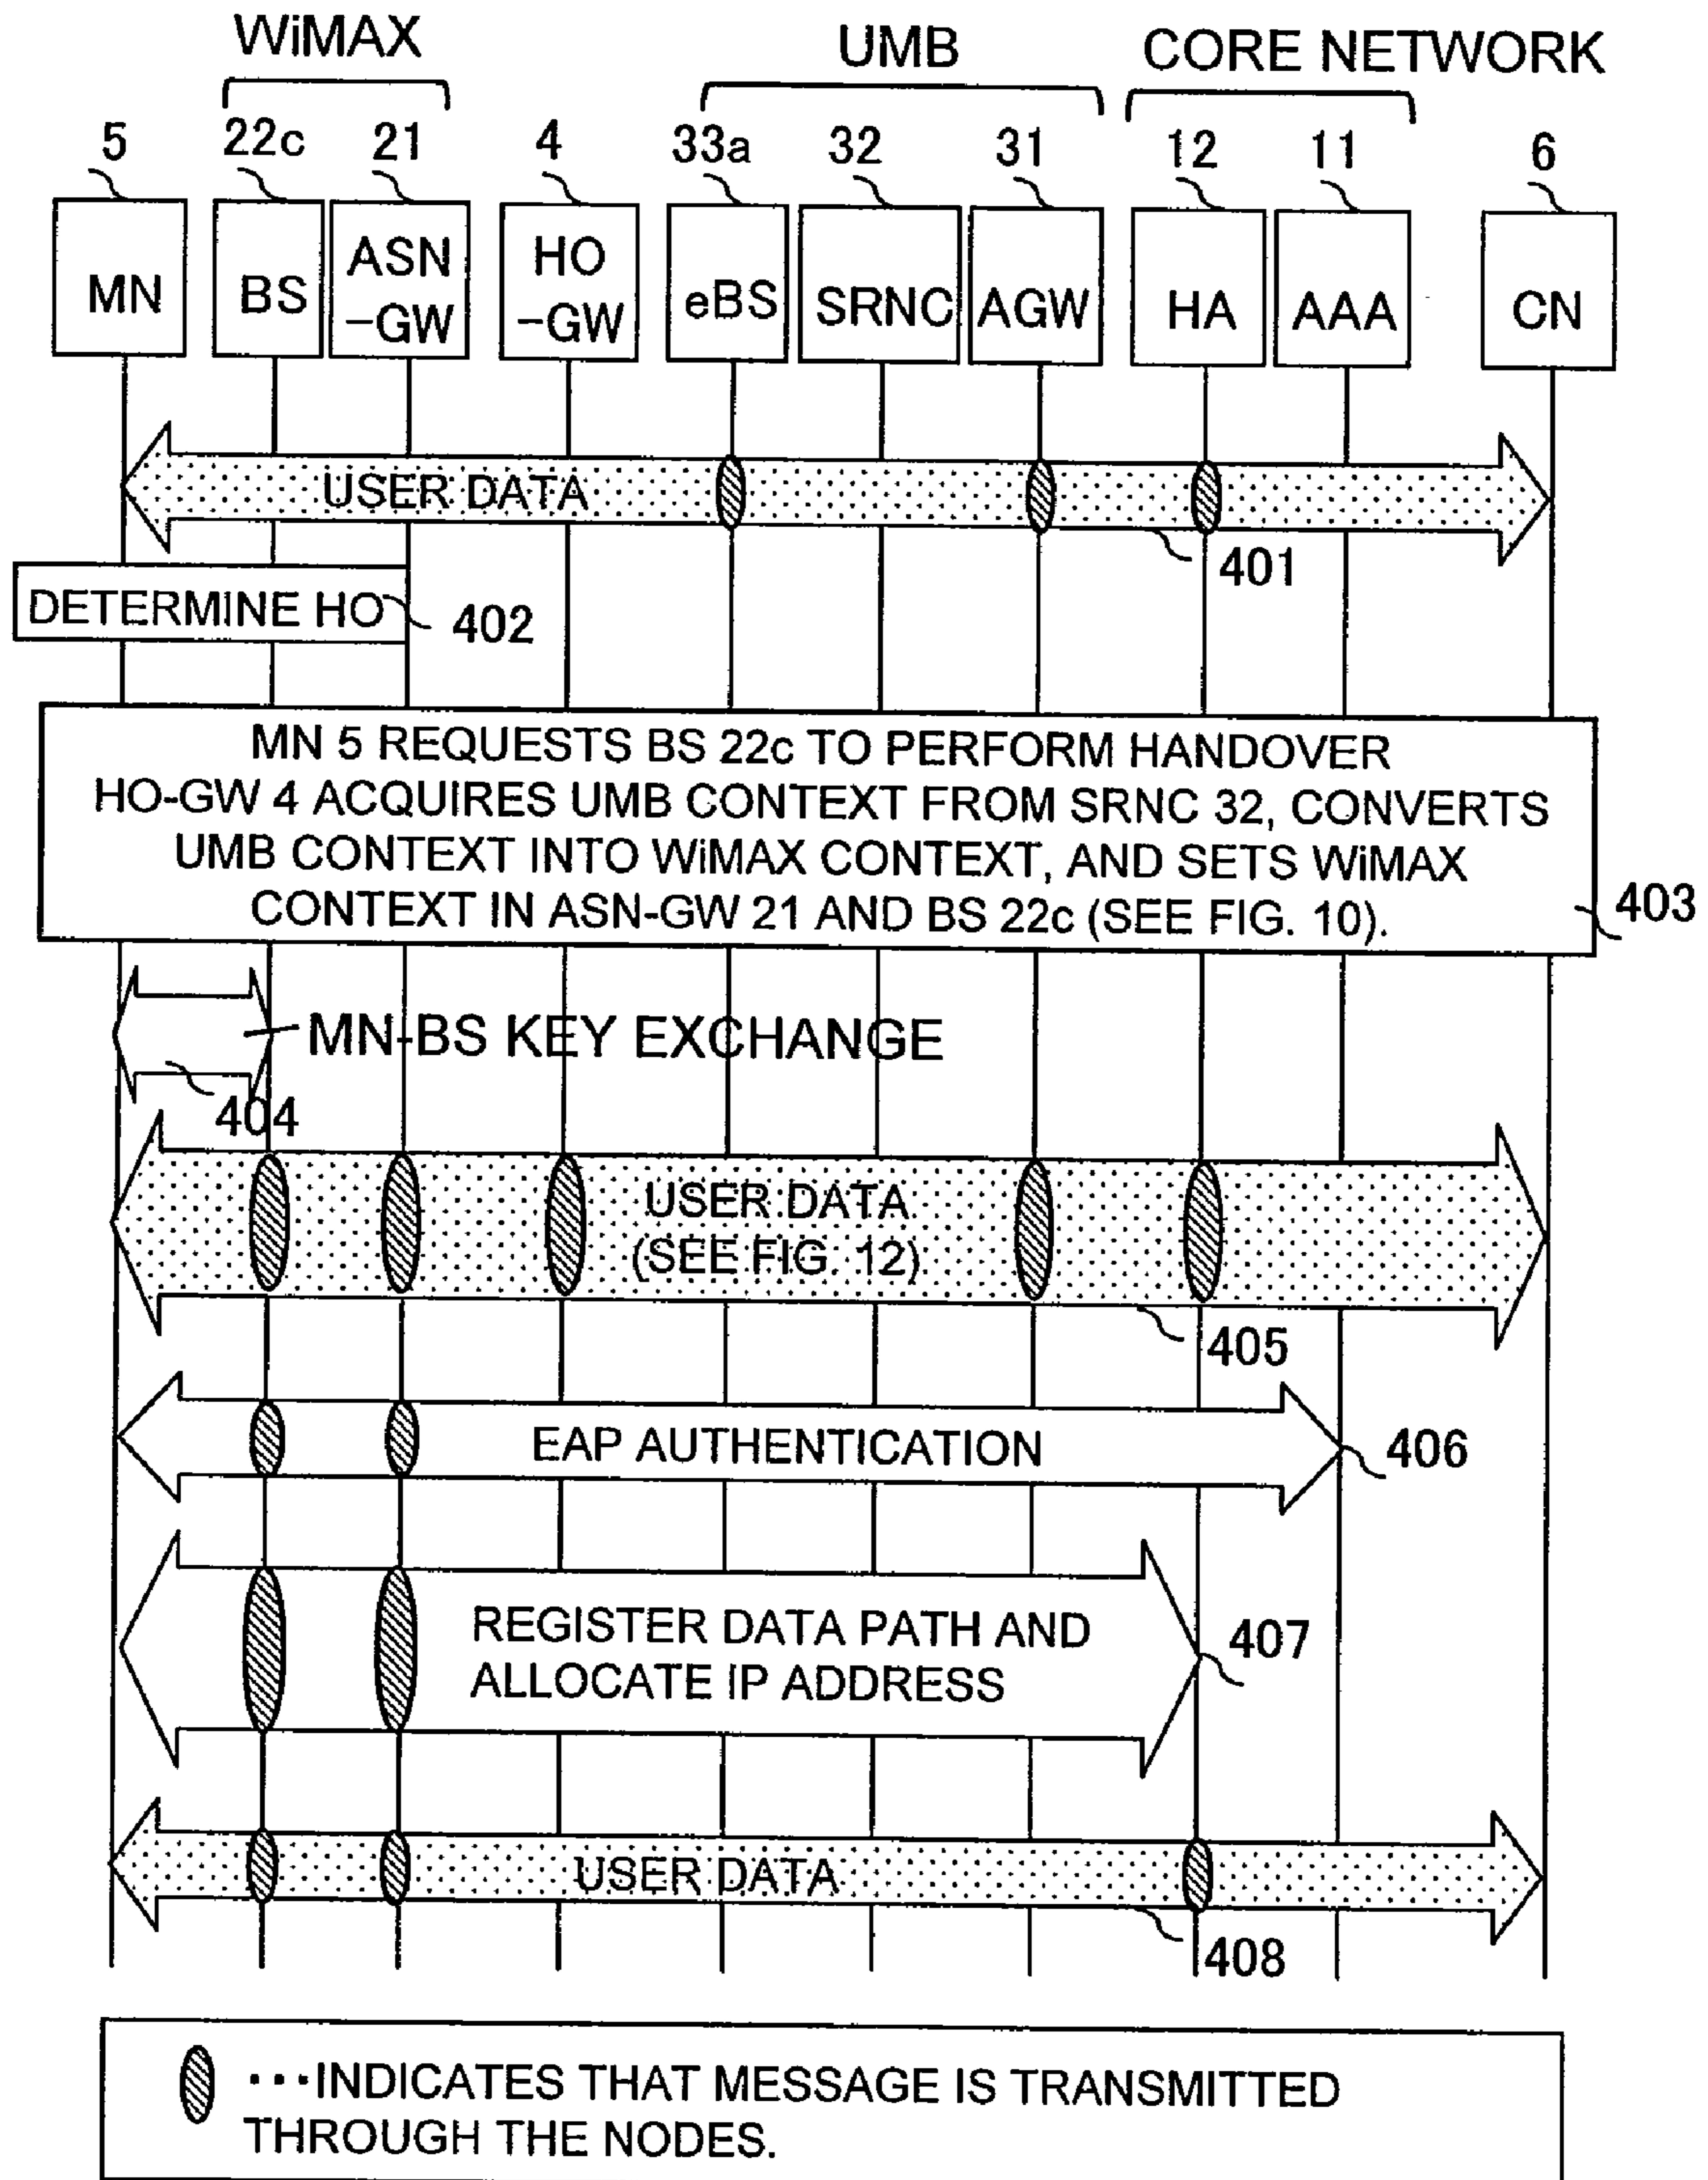 WiMAX
UMB
CORE NETWORK
5
22c
21
4
33a
32
31
12
11
6
MN
BS
ASN
-GW
HO
-GW
eBS
SRNC
AGW
HA
AAA
CN
USER DATA
401
DETERMINE HO
402
MN 5 REQUESTS BS 22c TO PERFORM HANDOVER
HO-GW 4 ACQUIRES UMB CONTEXT FROM SRNC 32, CONVERTS
UMB CONTEXT INTO WiMAX CONTEXT, AND SETS WiMAX
CONTEXT IN ASN-GW 21 AND BS 22c (SEE FIG. 10).
403
MN-BS KEY EXCHANGE
404
USER DATA
(SEE FIG. 12)
405
EAP AUTHENTICATION
406
REGISTER DATA PATH AND
ALLOCATE IP ADDRESS
407
USER DATA
408
···INDICATES THAT MESSAGE IS TRANSMITTED
THROUGH THE NODES.